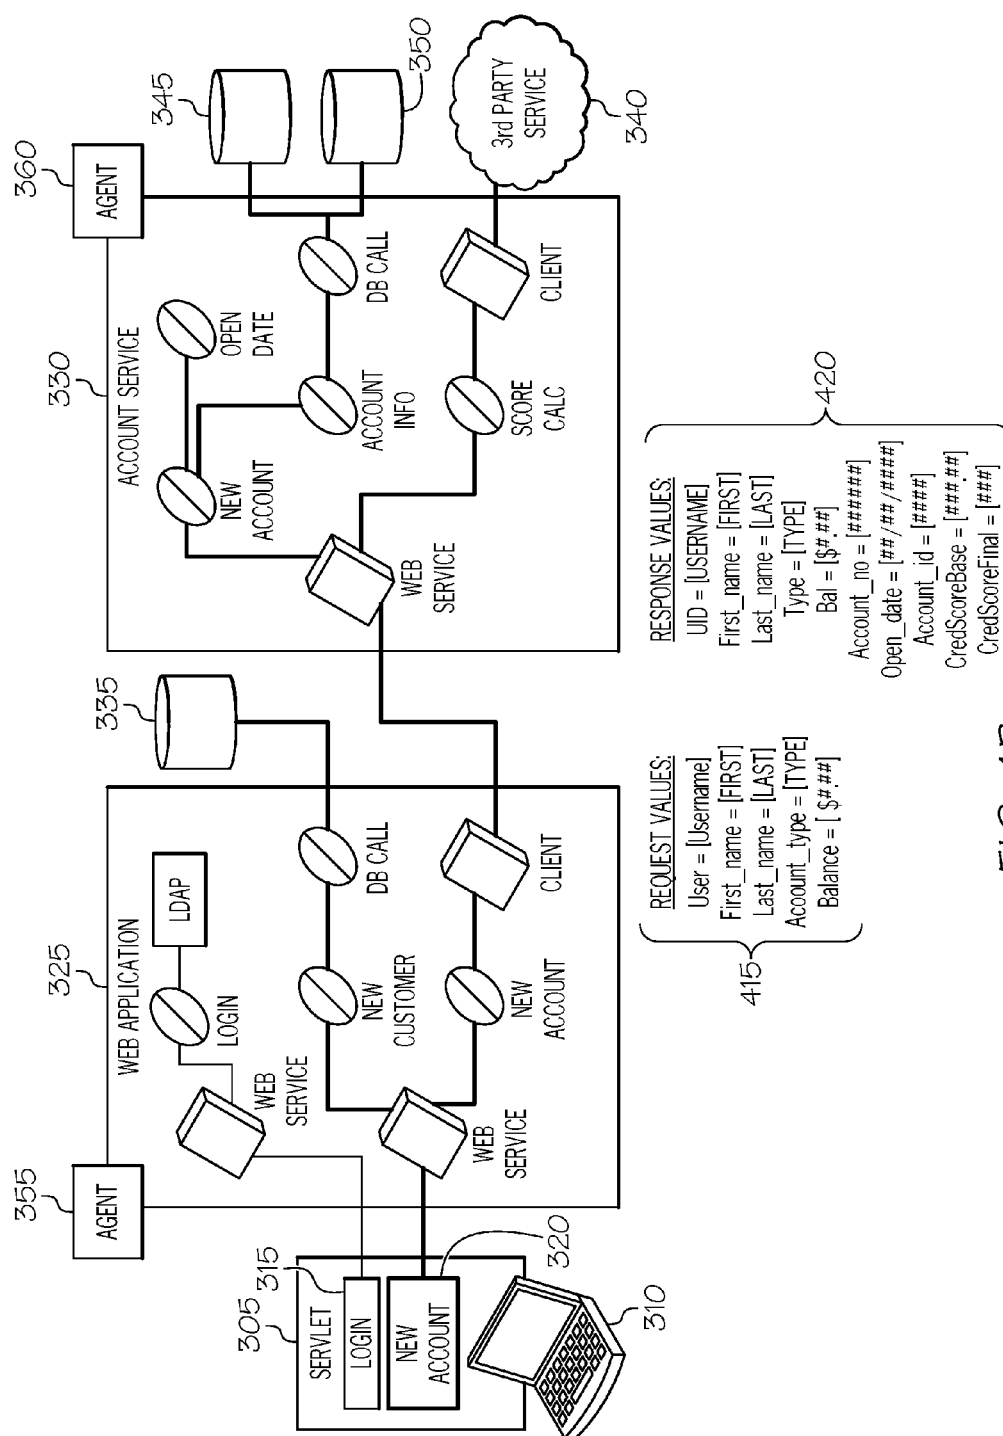 355
AGENT
325
WEB APPLICATION
LOGIN
LDAP
WEB
SERVICE
335
NEW
CUSTOMER
DB CALL
WEB
SERVICE
NEW
ACCOUNT
CLIENT
305
315
SERVLET
LOGIN
NEW
ACCOUNT
320
310
330
ACCOUNT SERVICE
360
AGENT
345
350
NEW
ACCOUNT
OPEN
DATE
ACCOUNT
INFO
DB CALL
WEB
SERVICE
SCORE
CALC
CLIENT
3rd PARTY
SERVICE
340
415
REQUEST VALUES:
User = [Username]
First_name = [FIRST]
Last_name = [LAST]
Account_type = [TYPE]
Balance = [ $#.##]
RESPONSE VALUES:
UID = [USERNAME]
First_name = [FIRST]
Last_name = [LAST]
Type = [TYPE]
Bal = [$#.##]
Account_no = [######]
Open_date = [##/##/####]
Account_id = [####]
CredScoreBase = [###.##]
CredScoreFinal = [###]
420